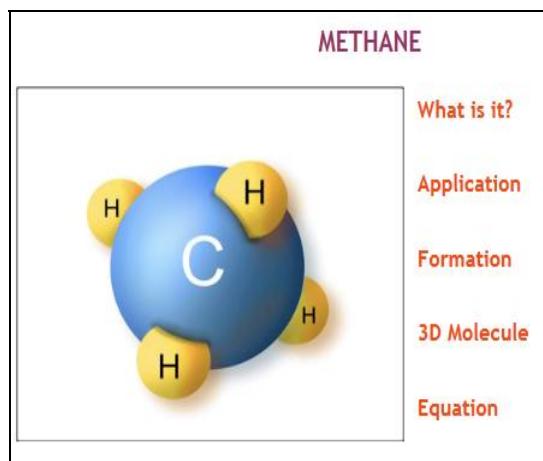 METHANE
What is it?
Application
Formation
3D Molecule
Equation
H
H
C
H
H